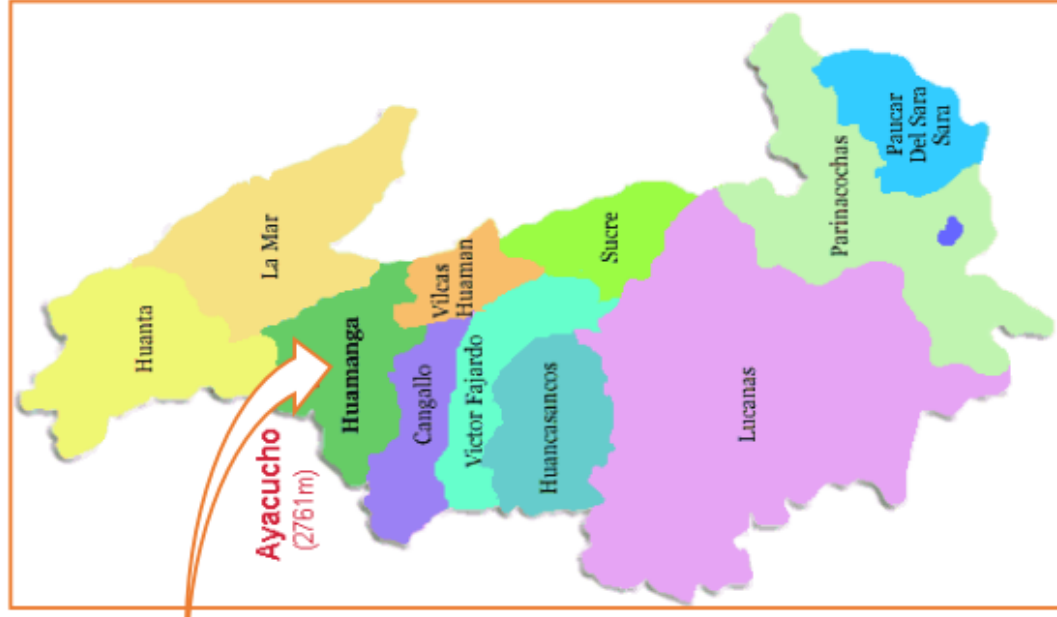 Huanta
La Mar
Ayacucho
(2761m)
Huamanga
Vilcas
Huaman
Cangallo
Victor Fajardo
Sucre
Huancasancos
Lucanas
Parinacochas
Paucar
Del Sara
Sara